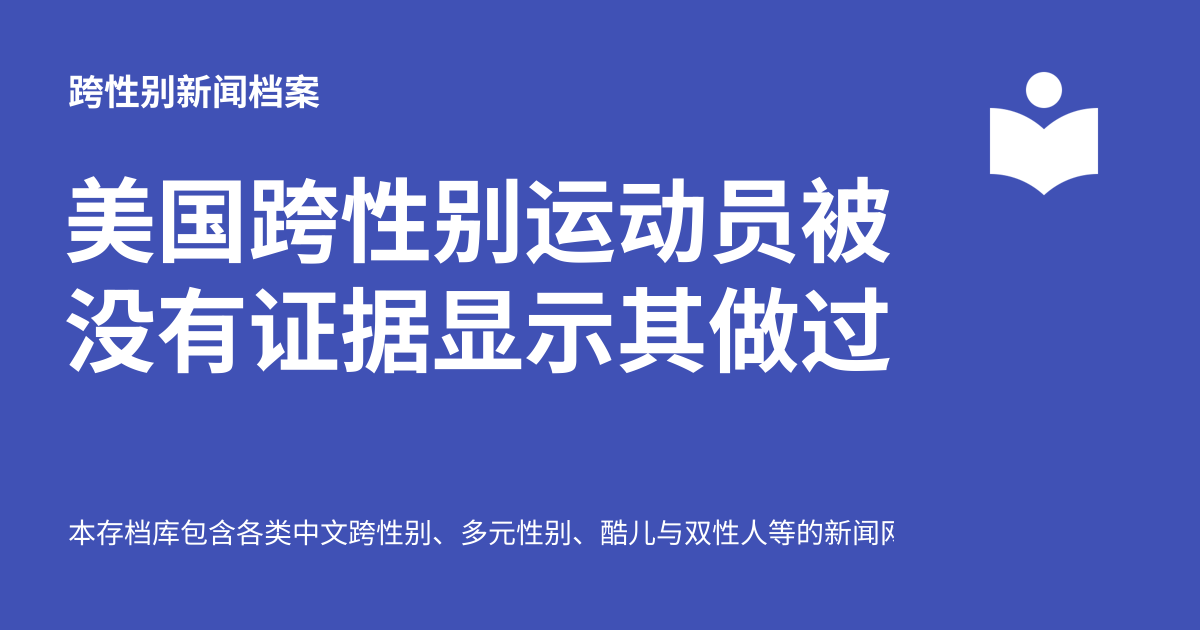 跨性别新闻档案
美国跨性别运动员被
没有证据显示其做过
本存档库包含各类中文跨性别、多元性别、酷儿与双性人等的新闻网